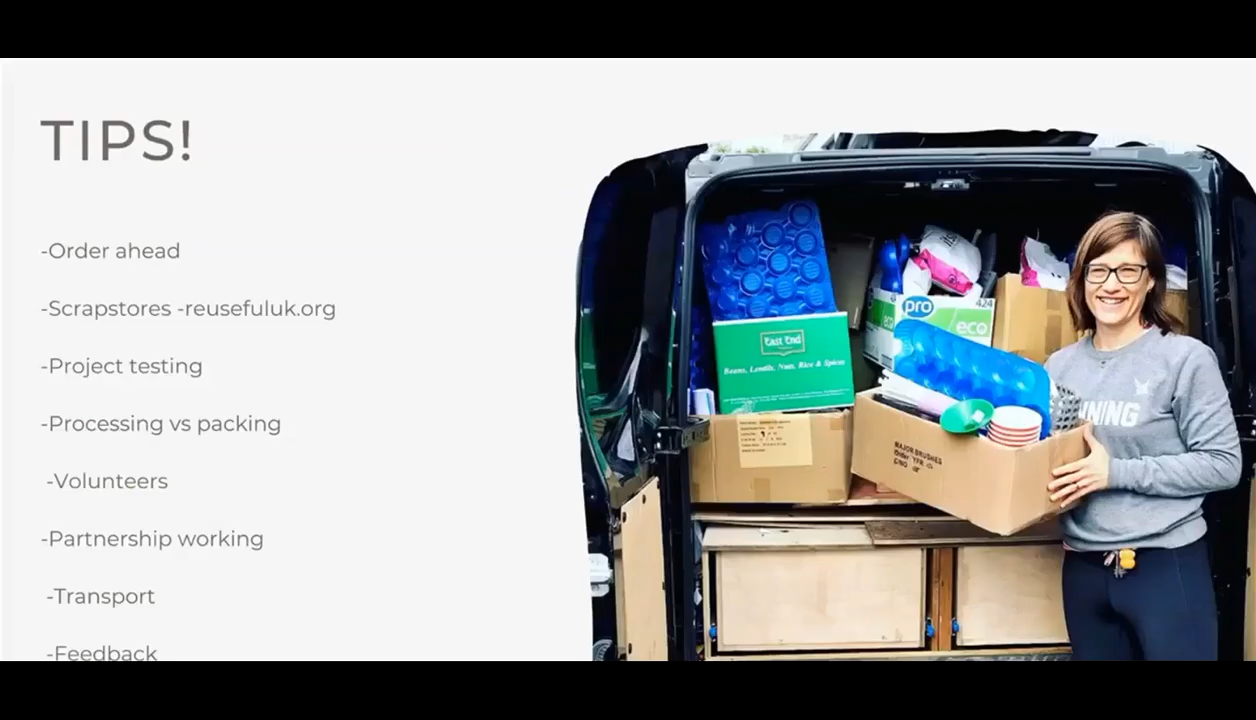 TIPS!
-Order ahead
-Scrapstores -reusefuluk.org
-Project testing
-Processing vs packing
-Volunteers
-Partnership working
-Transport
-Feedback
pro
424
eco
East End
Beans, Lentils, Nuts, Rice & Spices
MAJOR BRUSHES